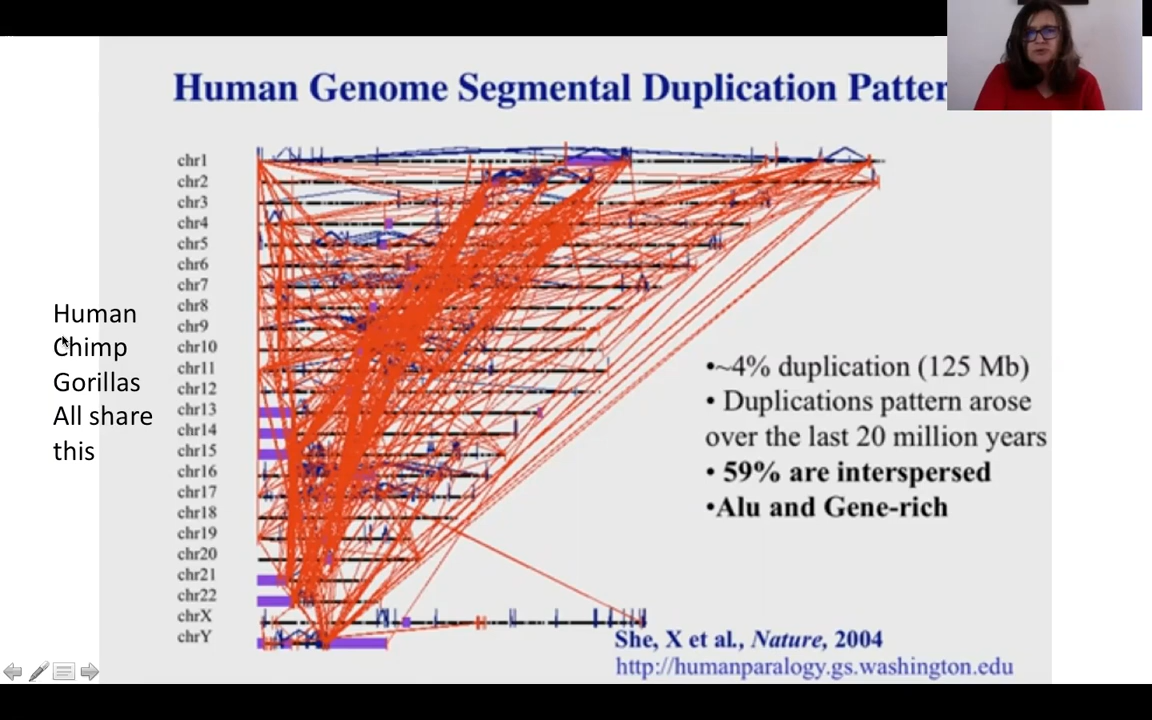 Human Genome Segmental Duplication Patter
chr1
chr2
chr3
chr4
chr5
chr6
chr7
chr8
chr9
chr10
chr11
chr12
chr13
chr14
chr15
chr16
chr17
chr18
chr19
chr20
chr21
chr22
chrX
chrY
Human
Chimp
Gorillas
All share
this
•~4% duplication (125 Mb)
• Duplications pattern arose
over the last 20 million years
• 59% are interspersed
•Alu and Gene-rich
She, X et al., Nature, 2004
http://humanparalogy.gs.washington.edu